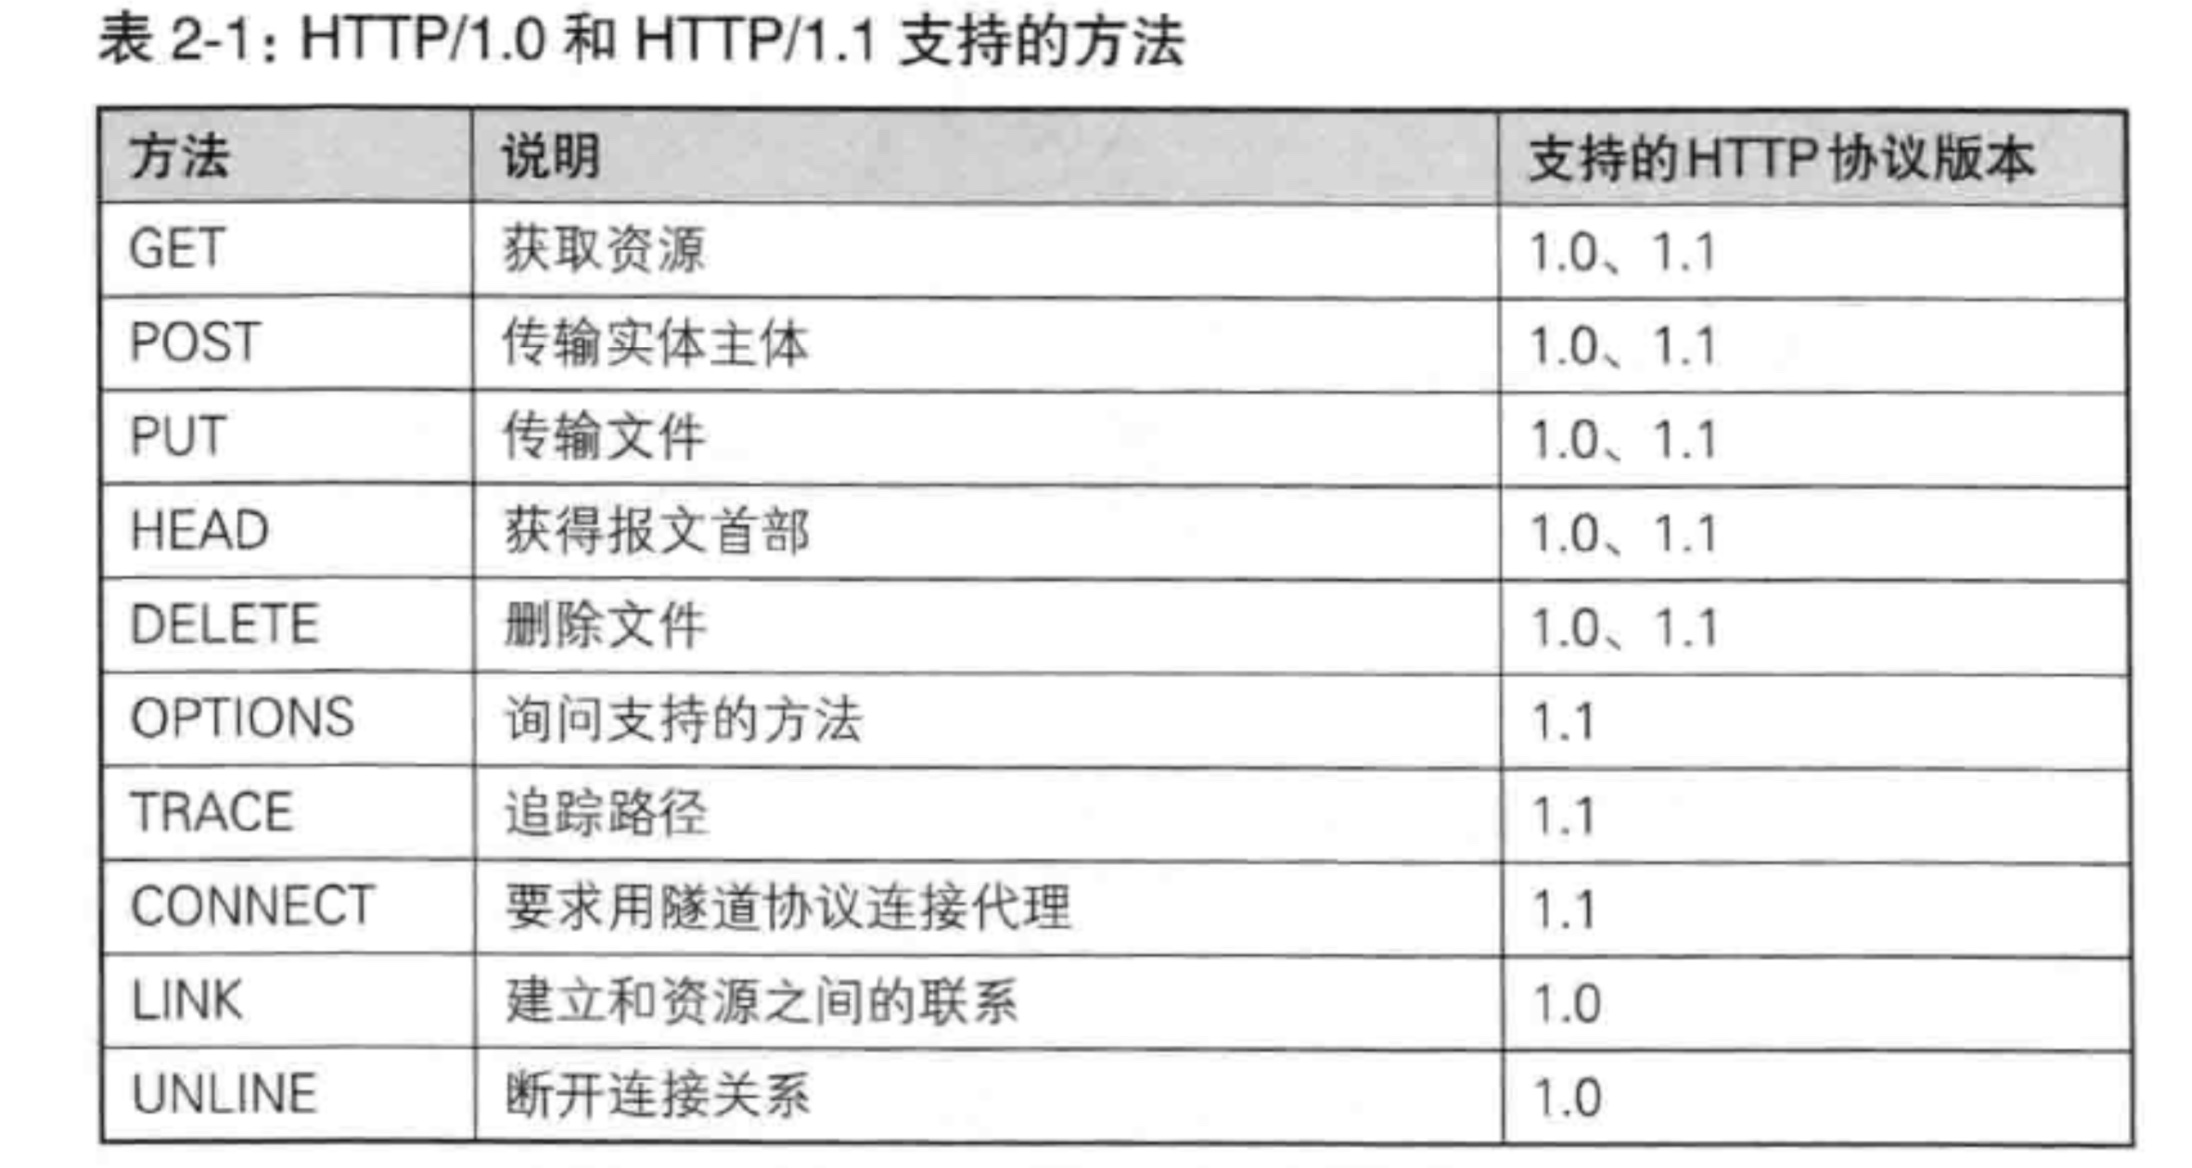 表 2-1: HTTP/1.0 和 HTTP/1.1 支持的方法
方法 说明 支持的HTTP协议版本
GET 获取资源 1.0、1.1
POST 传输实体主体 1.0、1.1
PUT 传输文件 1.0、1.1
HEAD 获得报文首部 1.0、1.1
DELETE 删除文件 1.0、1.1
OPTIONS 询问支持的方法 1.1
TRACE 追踪路径 1.1
CONNECT 要求用隧道协议连接代理 1.1
LINK 建立和资源之间的联系 1.0
UNLINE 断开连接关系 1.0